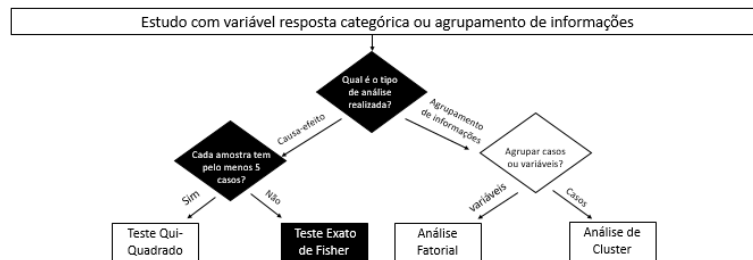 Estudo com variável resposta categórica ou agrupamento de informações
Qual é o tipo
de análise
realizada?
Causa-efeito
Agrupamento
de informações
Cada amostra tem
pelo menos 5
casos?
Agrupar casos
ou variáveis?
Sim
Não
variáveis
Casos
Teste Qui-
Quadrado
Teste Exato
de Fisher
Análise
Fatorial
Análise de
Cluster